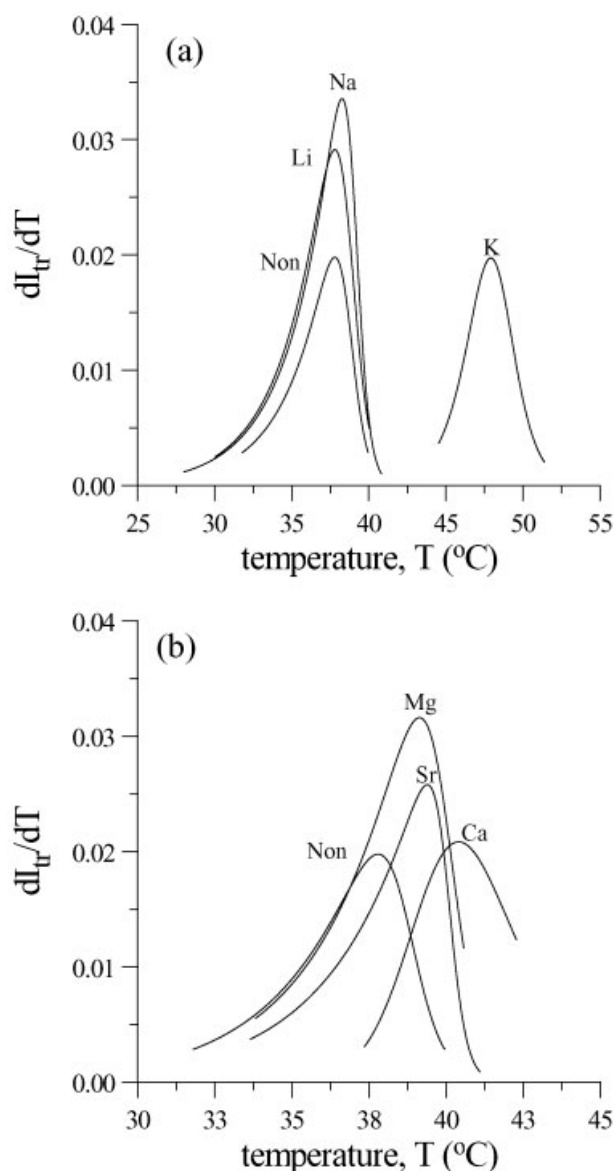 0.04
(a)
Na
0.03
Li
dI_tr/dT
0.02
Non
K
0.01
0.00
25 30 35 40 45 50 55
temperature, T (°C)
0.04
(b)
Mg
0.03
Sr
dI_tr/dT
Ca
0.02
Non
0.01
0.00
30 33 35 38 40 43 45
temperature, T (°C)